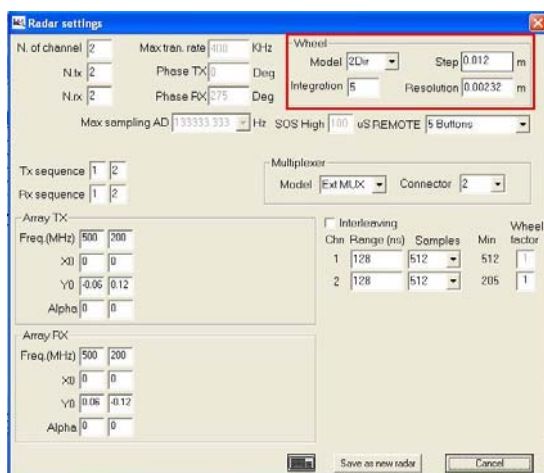 Radar settings
N. of channel 2 Max tran. rate 400 KHz
N.tx 2 Phase TX 0 Deg
N.rx 2 Phase RX 275 Deg
Wheel
Model 2Dir Step 0.012 m
Integration 5 Resolution 0.00232 m
Max sampling AD 133333.333 Hz SOS High 100 uS REMOTE 5 Buttons
Tx sequence 1 2
Rx sequence 1 2
Multiplexer
Model Ext MUX Connector 2
Array TX
Freq.(MHz) 500 200
X0 0 0
Y0 -0.06 0.12
Alpha 0 0
Interleaving
Chn Range (ns) Samples Min Wheel factor
1 128 512 512 1
2 128 512 205 1
Array RX
Freq.(MHz) 500 200
X0 0 0
Y0 0.06 -0.12
Alpha 0 0
Save as new radar Cancel